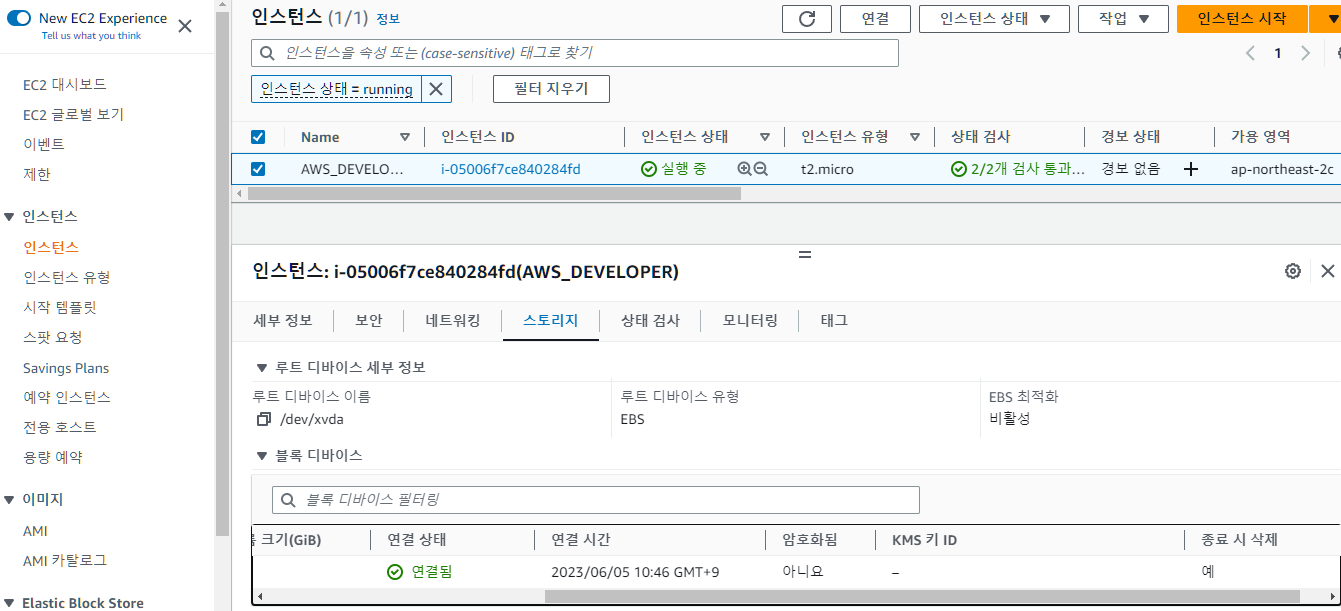 New EC2 Experience
Tell us what you think
EC2 대시보드
EC2 글로벌 보기
이벤트
제한
인스턴스
인스턴스
인스턴스 유형
시작 템플릿
스팟 요청
Savings Plans
예약 인스턴스
전용 호스트
용량 예약
이미지
AMI
AMI 카탈로그
Elastic Block Store
인스턴스 (1/1) 정보
연결
인스턴스 상태
작업
인스턴스 시작
인스턴스을 속성 또는 (case-sensitive) 태그로 찾기
1
인스턴스 상태 = running
필터 지우기
Name 인스턴스 ID 인스턴스 상태 인스턴스 유형 상태 검사 경보 상태 가용 영역
AWS_DEVELO... i-05006f7ce840284fd 실행 중 t2.micro 2/2개 검사 통과... 경보 없음 ap-northeast-2c
인스턴스: i-05006f7ce840284fd(AWS_DEVELOPER)
세부 정보 보안 네트워킹 스토리지 상태 검사 모니터링 태그
루트 디바이스 세부 정보
루트 디바이스 이름 루트 디바이스 유형 EBS 최적화
/dev/xvda EBS 비활성
블록 디바이스
블록 디바이스 필터링
크기(GiB) 연결 상태 연결 시간 암호화됨 KMS 키 ID 종료 시 삭제
연결됨 2023/06/05 10:46 GMT+9 아니요 – 예